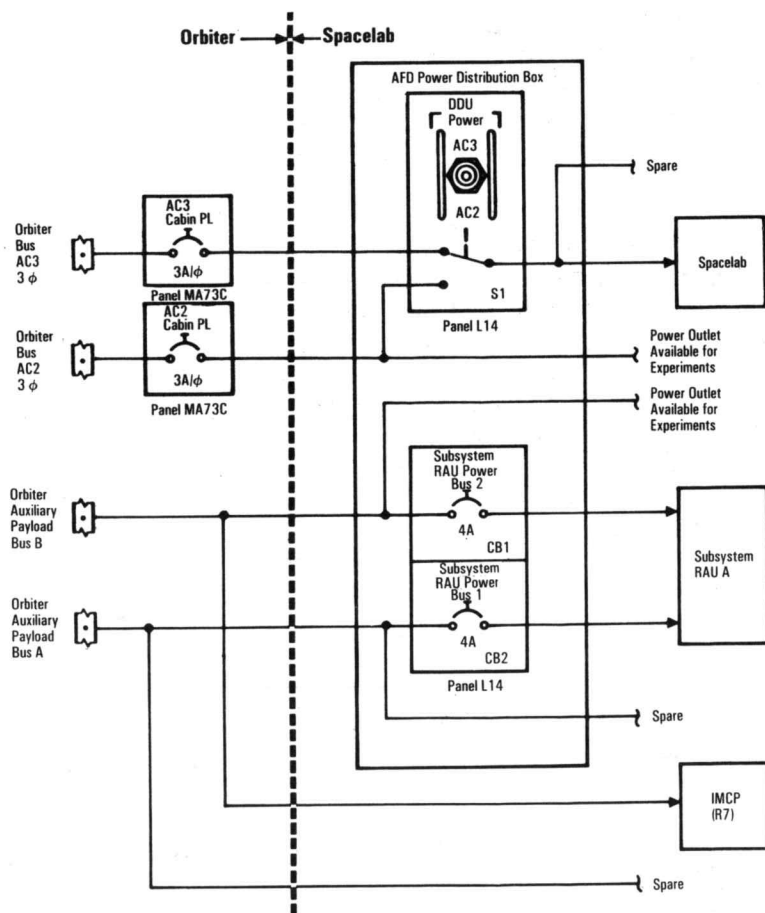 Orbiter
Spacelab
AFD Power Distribution Box
DDU
Power
AC3
AC2
S1
Panel L14
Spare
Orbiter
Bus
AC3
3 ϕ
AC3
Cabin PL
3A/ϕ
Panel MA73C
Spacelab
Orbiter
Bus
AC2
3 ϕ
AC2
Cabin PL
3A/ϕ
Panel MA73C
Power Outlet
Available for
Experiments
Power Outlet
Available for
Experiments
Orbiter
Auxiliary
Payload
Bus B
Subsystem
RAU Power
Bus 2
4A
CB1
Subsystem
RAU A
Orbiter
Auxiliary
Payload
Bus A
Subsystem
RAU Power
Bus 1
4A
CB2
Panel L14
Spare
IMCP
(R7)
Spare